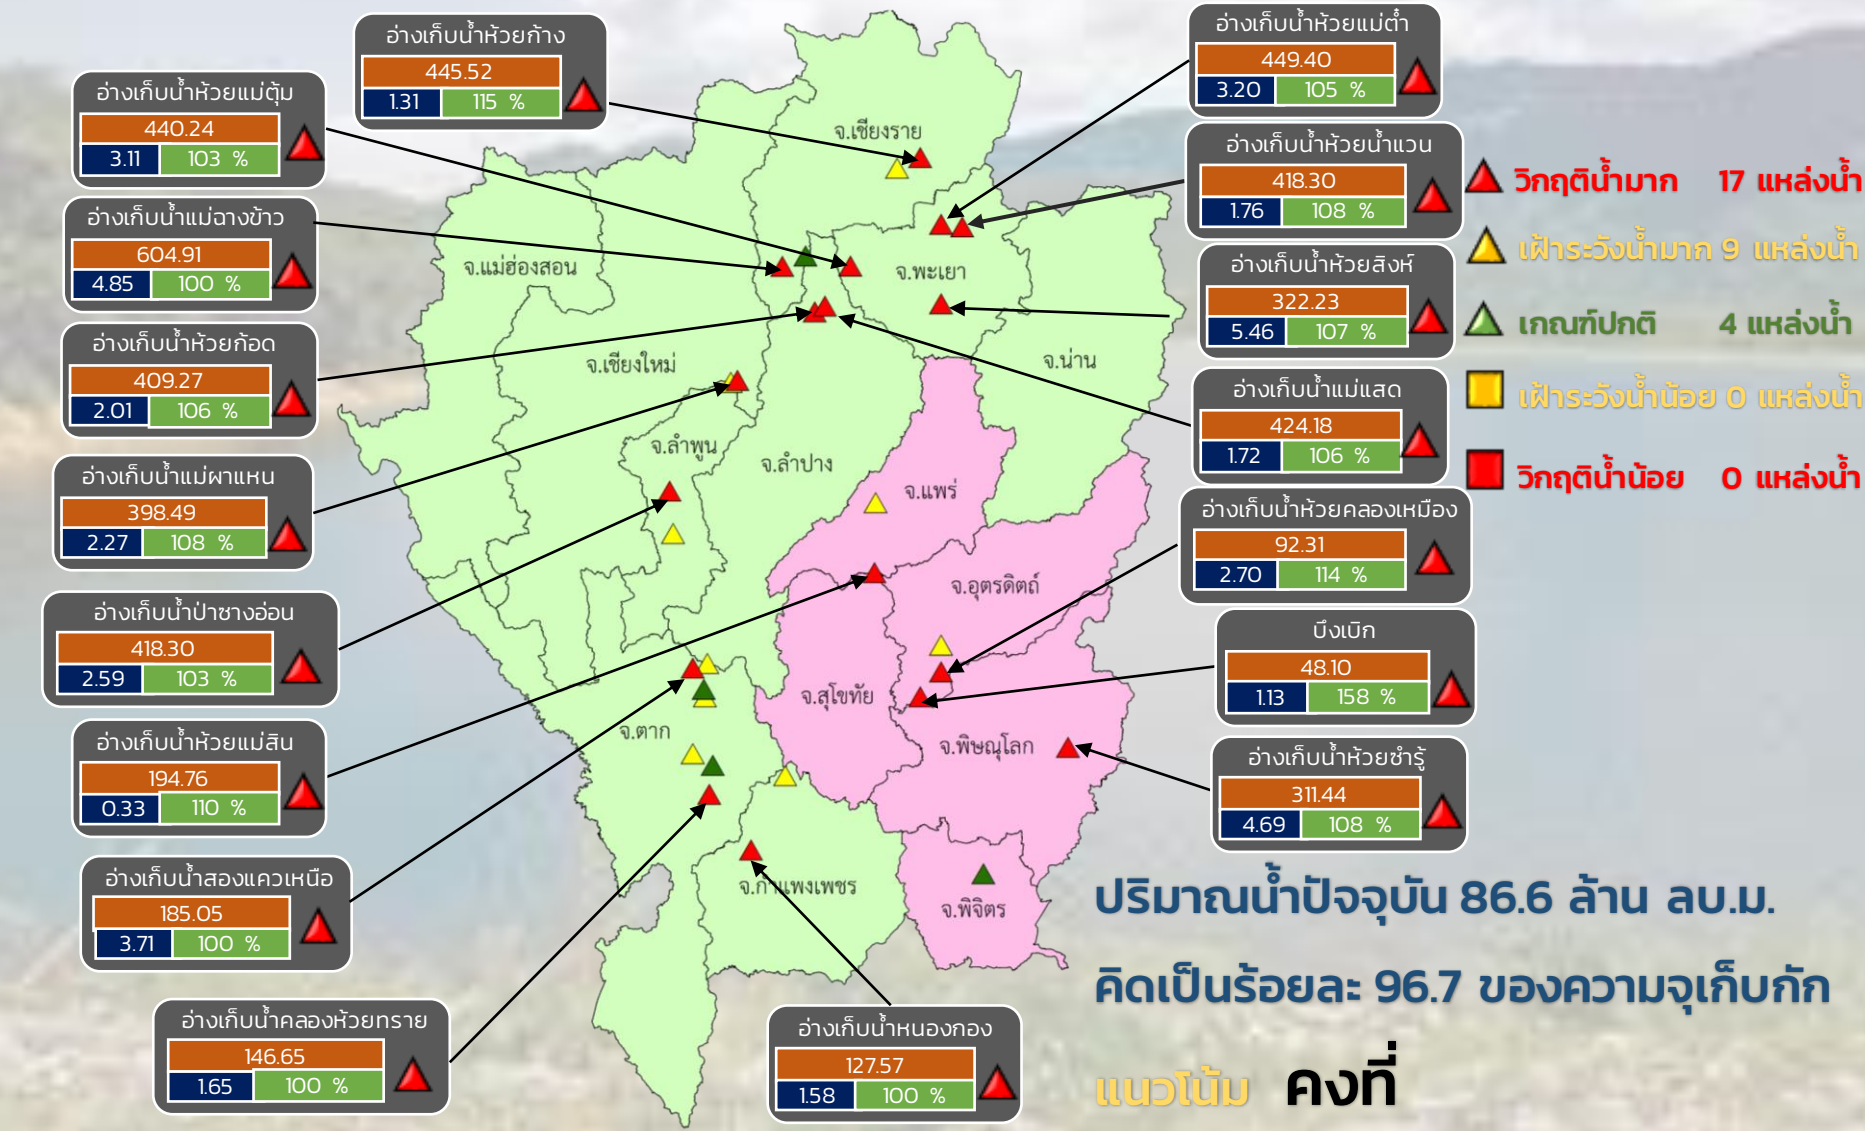 อ่างเก็บน้ำห้วยก้าง
445.52
1.31 115 %
อ่างเก็บน้ำห้วยแม่ต๋ำ
449.40
3.20 105 %
อ่างเก็บน้ำห้วยแม่ตุ้ม
440.24
3.11 103 %
อ่างเก็บน้ำห้วยน้ำแวน
418.30
1.76 108 %
อ่างเก็บน้ำแม่ฉางข้าว
604.91
4.85 100 %
อ่างเก็บน้ำห้วยสิงห์
322.23
5.46 107 %
อ่างเก็บน้ำห้วยก้อด
409.27
2.01 106 %
อ่างเก็บน้ำแม่แสด
424.18
1.72 106 %
อ่างเก็บน้ำแม่ผาแหน
398.49
2.27 108 %
อ่างเก็บน้ำห้วยคลองเหมือง
92.31
2.70 114 %
อ่างเก็บน้ำป่าซางอ่อน
418.30
2.59 103 %
บึงเบิก
48.10
1.13 158 %
อ่างเก็บน้ำห้วยแม่สิน
194.76
0.33 110 %
อ่างเก็บน้ำห้วยซำรู้
311.44
4.69 108 %
อ่างเก็บน้ำสองแควเหนือ
185.05
3.71 100 %
อ่างเก็บน้ำคลองห้วยทราย
146.65
1.65 100 %
อ่างเก็บน้ำหนองกอง
127.57
1.58 100 %
จ.เชียงราย
จ.แม่ฮ่องสอน
จ.พะเยา
จ.เชียงใหม่
จ.น่าน
จ.ลำพูน
จ.ลำปาง
จ.แพร่
จ.อุตรดิตถ์
จ.สุโขทัย
จ.ตาก
จ.พิษณุโลก
จ.กำแพงเพชร
จ.พิจิตร
วิกฤติน้ำมาก 17 แหล่งน้ำ
เฝ้าระวังน้ำมาก 9 แหล่งน้ำ
เกณฑ์ปกติ 4 แหล่งน้ำ
เฝ้าระวังน้ำน้อย 0 แหล่งน้ำ
วิกฤติน้ำน้อย 0 แหล่งน้ำ
ปริมาณน้ำปัจจุบัน 86.6 ล้าน ลบ.ม.
คิดเป็นร้อยละ 96.7 ของความจุเก็บกัก
แนวโน้ม คงที่